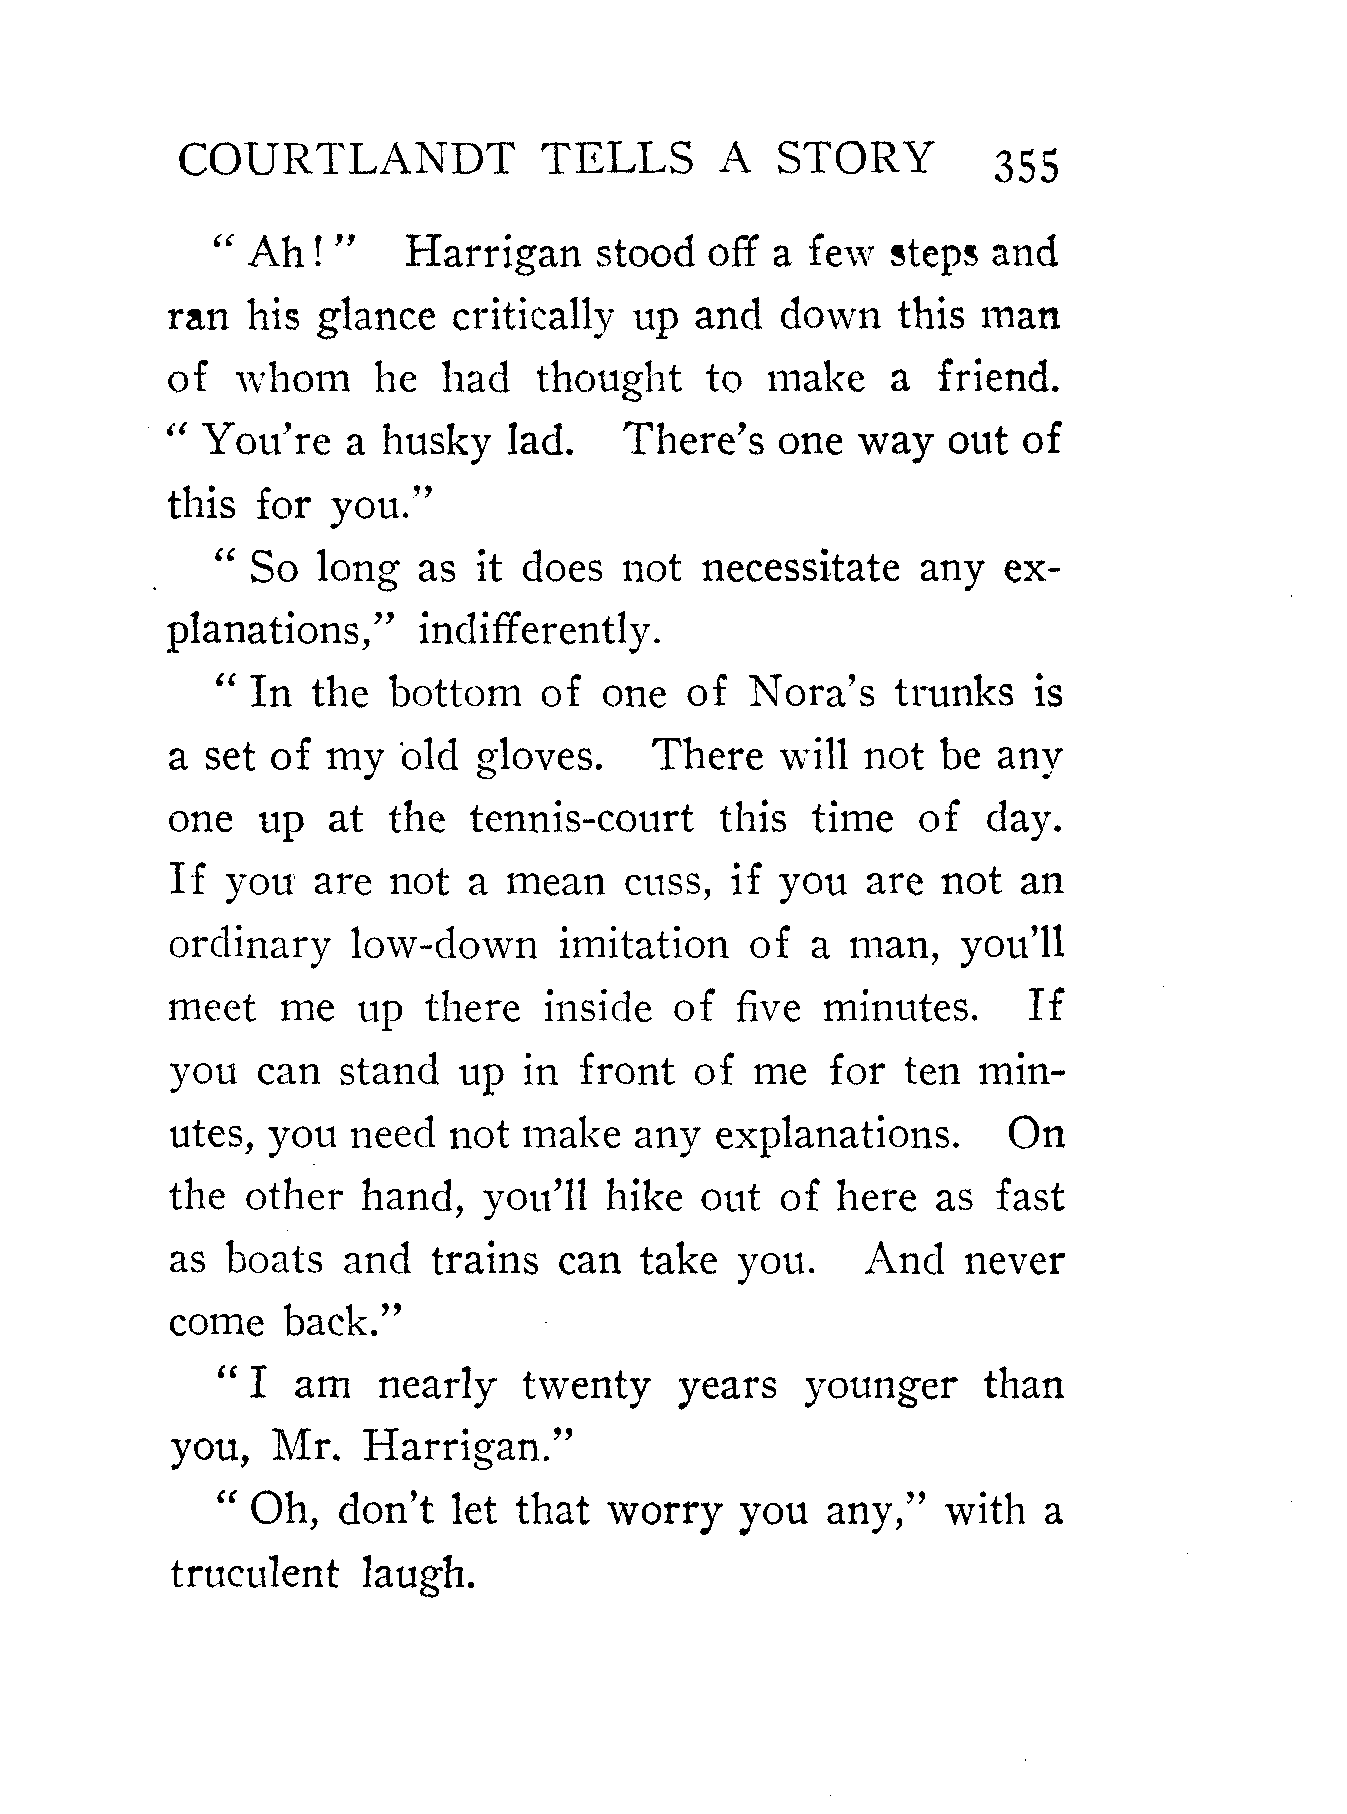 COURTLANDT TELLS A STORY 355
“ Ah! ” Harrigan stood off a few steps and
ran his glance critically up and down this man
of whom he had thought to make a friend.
“ You’re a husky lad. There’s one way out of
this for you.”
“ So long as it does not necessitate any ex-
planations,” indifferently.
“ In the bottom of one of Nora’s trunks is
a set of my old gloves. There will not be any
one up at the tennis-court this time of day.
If you are not a mean cuss, if you are not an
ordinary low-down imitation of a man, you’ll
meet me up there inside of five minutes. If
you can stand up in front of me for ten min-
utes, you need not make any explanations. On
the other hand, you’ll hike out of here as fast
as boats and trains can take you. And never
come back.”
“ I am nearly twenty years younger than
you, Mr. Harrigan.”
“ Oh, don’t let that worry you any,” with a
truculent laugh.